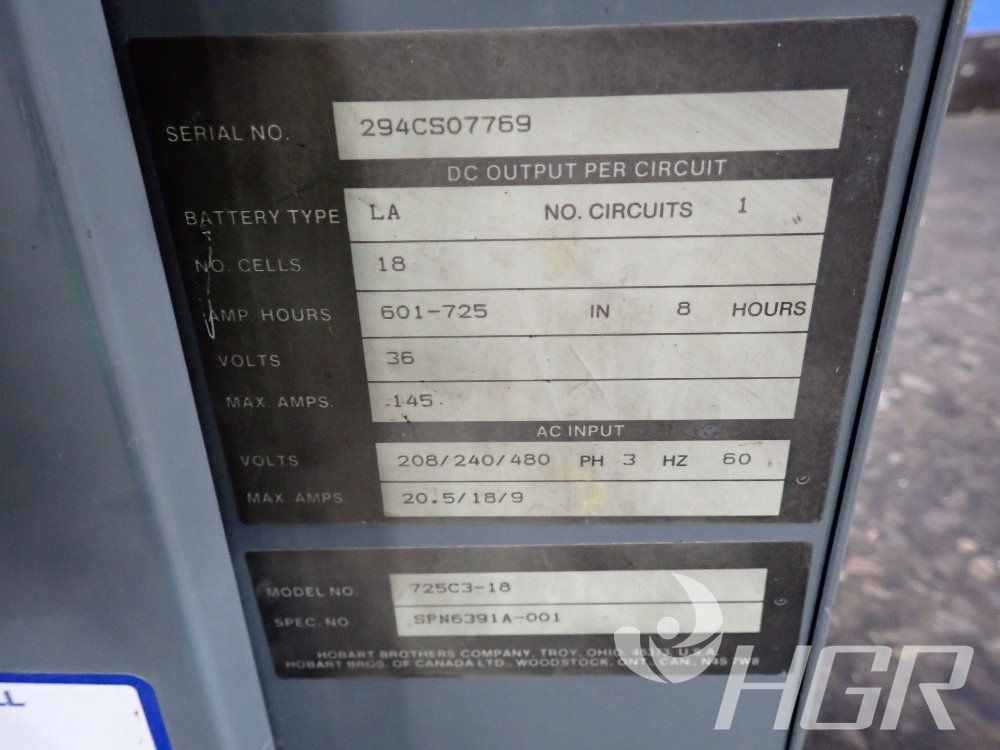 SERIAL NO. 294CS07769
DC OUTPUT PER CIRCUIT
BATTERY TYPE LA NO. CIRCUITS 1
NO. CELLS 18
AMP. HOURS 601-725 IN 8 HOURS
VOLTS 36
MAX. AMPS. 145
AC INPUT
VOLTS 208/240/480 PH 3 HZ 60
MAX AMPS 20.5/18/9
MODEL NO 725C3-18
SPEC. NO. SPN6391A-001
HOBART BROTHERS COMPANY, TROY, OHIO, 45373, U.S.A.
HOBART BROS. OF CANADA LTD., WOODSTOCK, ONT., CAN., N4S 7W8
HGR